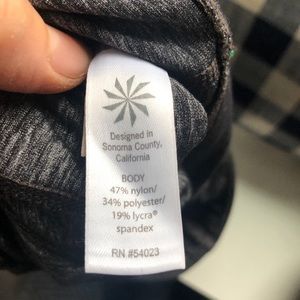 Designed in
Sonoma County,
California
BODY
47% nylon/
34% polyester/
19% lycra®
spandex
RN #54023